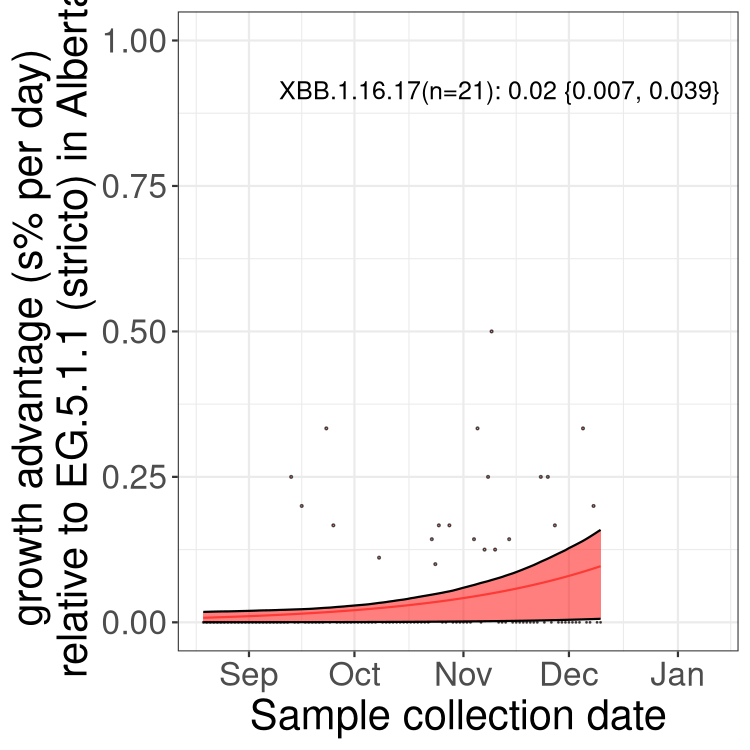 growth advantage (s% per day)
relative to EG.5.1.1 (stricto) in Alberta
1.00
0.75
0.50
0.25
0.00
XBB.1.16.17(n=21): 0.02 {0.007, 0.039}
Sep Oct Nov Dec Jan
Sample collection date